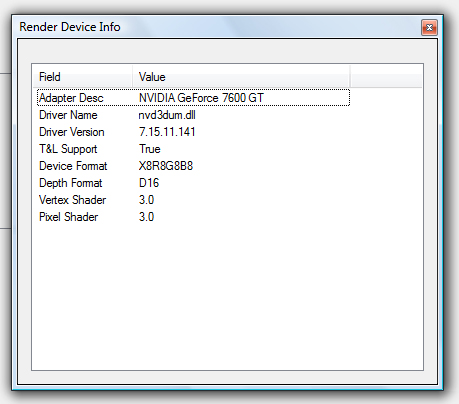 Render Device Info
Field Value
Adapter Desc NVIDIA GeForce 7600 GT
Driver Name nvd3dum.dll
Driver Version 7.15.11.141
T&L Support True
Device Format X8R8G8B8
Depth Format D16
Vertex Shader 3.0
Pixel Shader 3.0